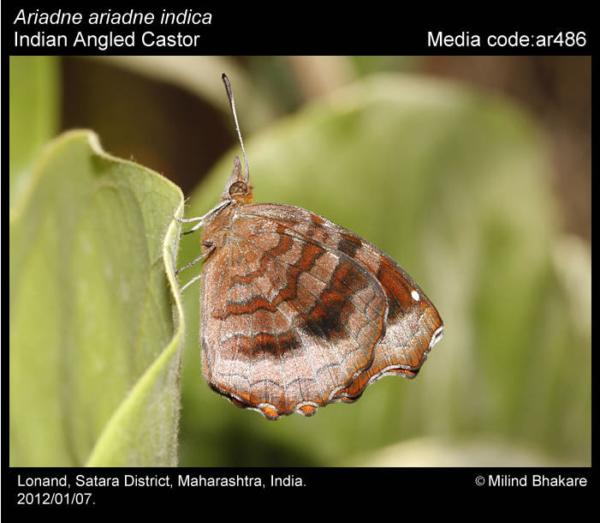 Ariadne ariadne indica
Indian Angled Castor
Media code:ar486
Lonand, Satara District, Maharashtra, India.
2012/01/07.
© Milind Bhakare